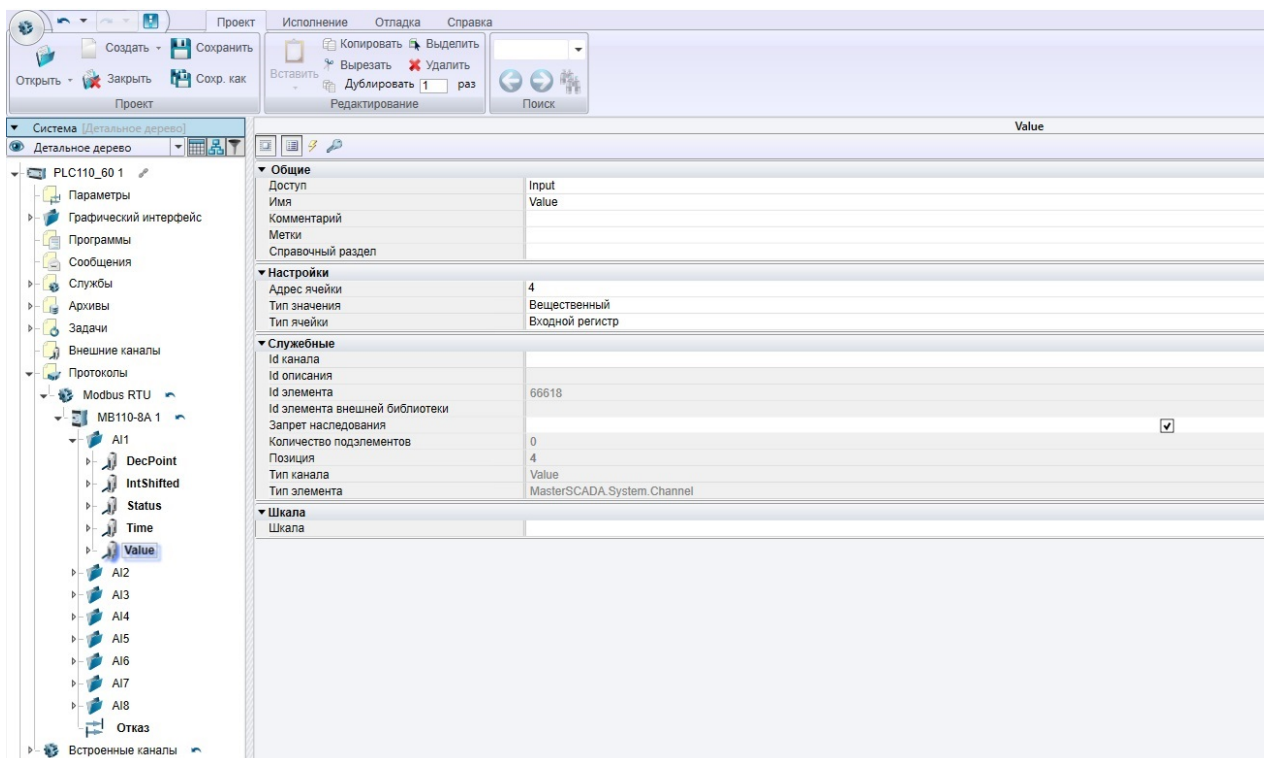 Проект Исполнение Отладка Справка
Создать Сохранить Копировать Выделить
Вырезать Удалить
Открыть Закрыть Сохр. как Вставить Дублировать 1 раз
Проект Редактирование Поиск
Система [Детальное дерево] Value
Детальное дерево
PLC110_60 1
Параметры
Графический интерфейс
Программы
Сообщения
Службы
Архивы
Задачи
Внешние каналы
Протоколы
Modbus RTU
МВ110-8А 1
AI1
DecPoint
IntShifted
Status
Time
Value
AI2
AI3
AI4
AI5
AI6
AI7
AI8
Отказ
Встроенные каналы
Общие
Доступ Input
Имя Value
Комментарий
Метки
Справочный раздел
Настройки
Адрес ячейки 4
Тип значения Вещественный
Тип ячейки Входной регистр
Служебные
Id канала
Id описания
Id элемента 66618
Id элемента внешней библиотеки
Запрет наследования
Количество подэлементов 0
Позиция 4
Тип канала Value
Тип элемента MasterSCADA.System.Channel
Шкала
Шкала